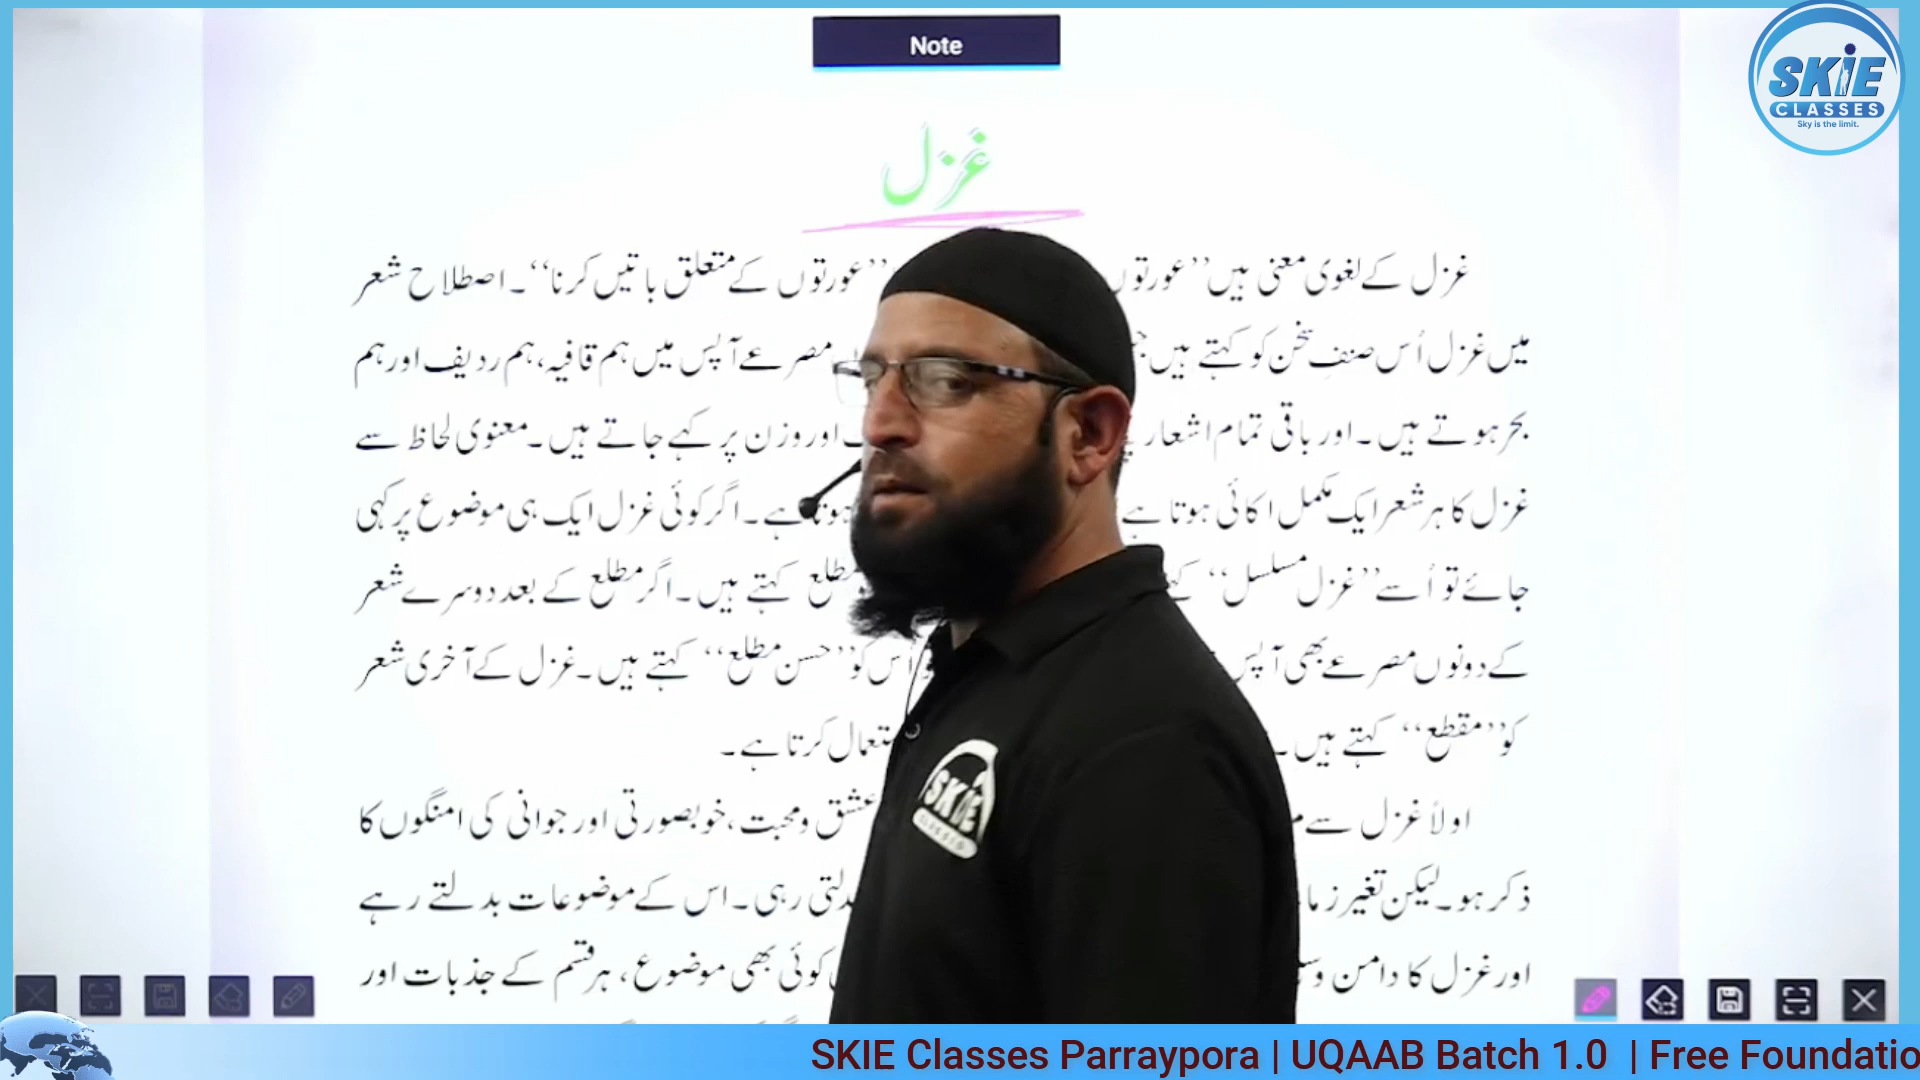 Note
SKIE
CLASSES
Sky is the limit.
غزل
غزل کے لغوی معنی ہیں ’’عورتوں ’’عورتوں کے متعلق باتیں کرنا‘‘۔ اصطلاح شعر
میں غزل اُس صنفِ سخن کو کہتے ہیں مصرعے آپس میں ہم قافیہ، ہم ردیف اور ہم
بحر ہوتے ہیں۔ اور باقی تمام اشعار اور وزن پر کہے جاتے ہیں۔ معنوی لحاظ سے
غزل کا ہر شعر ایک مکمل اکائی ہوتا ہے ہوتا ہے۔ اگر کوئی غزل ایک ہی موضوع پر کہی
جائے تو اُسے ’’غزل مسلسل‘‘ مطلع کہتے ہیں۔ اگر مطلع کے بعد دوسرے شعر
کے دونوں مصرعے بھی آپس اس کو ’’حسن مطلع‘‘ کہتے ہیں۔ غزل کے آخری شعر
کو ’’مقطع‘‘ کہتے ہیں۔ کرتا ہے۔
اولاً غزل سے عشق ومحبت، خوبصورتی اور جوانی کی امنگوں کا
ذکر ہو۔ لیکن تغیر رہی۔ اس کے موضوعات بدلتے رہے
اور غزل کا دامن کوئی بھی موضوع، ہر قسم کے جذبات اور
SKIE
CLASSES
SKIE Classes Parraypora | UQAAB Batch 1.0 | Free Foundatio